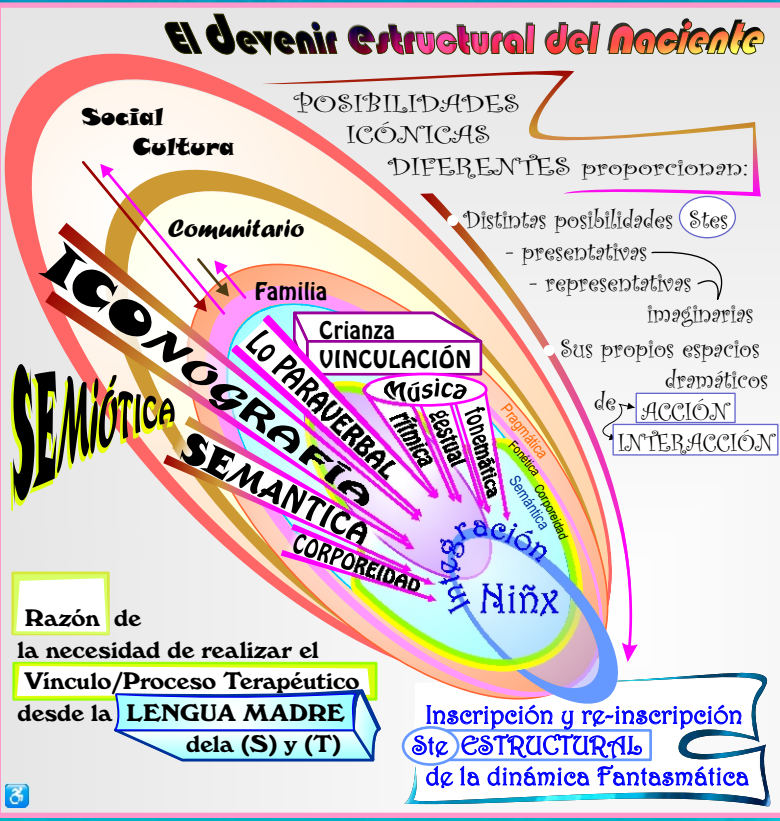 El devenir estructural del Naciente
POSIBILIDADES
ICÓNICAS
DIFERENTES proporcionan:
Distintas posibilidades Stes
- presentativas
- representativas
imaginarias
Sus propios espacios
dramáticos
de ACCIÓN
INTERACCIÓN
Social
Cultura
Comunitario
Familia
Crianza
VINCULACIÓN
Música
rítmica
gestual
fonemática
Lo PARAVERBAL
ICONOGRAFÍA
SEMIÓTICA
SEMANTICA
CORPOREIDAD
Pragmática
Fonética Corporeidad
Semántica
Integración
Niñx
Razón de
la necesidad de realizar el
Vínculo/Proceso Terapéutico
desde la LENGUA MADRE
dela (S) y (T)
Inscripción y re-inscripción
Ste ESTRUCTURAL
de la dinámica Fantasmática